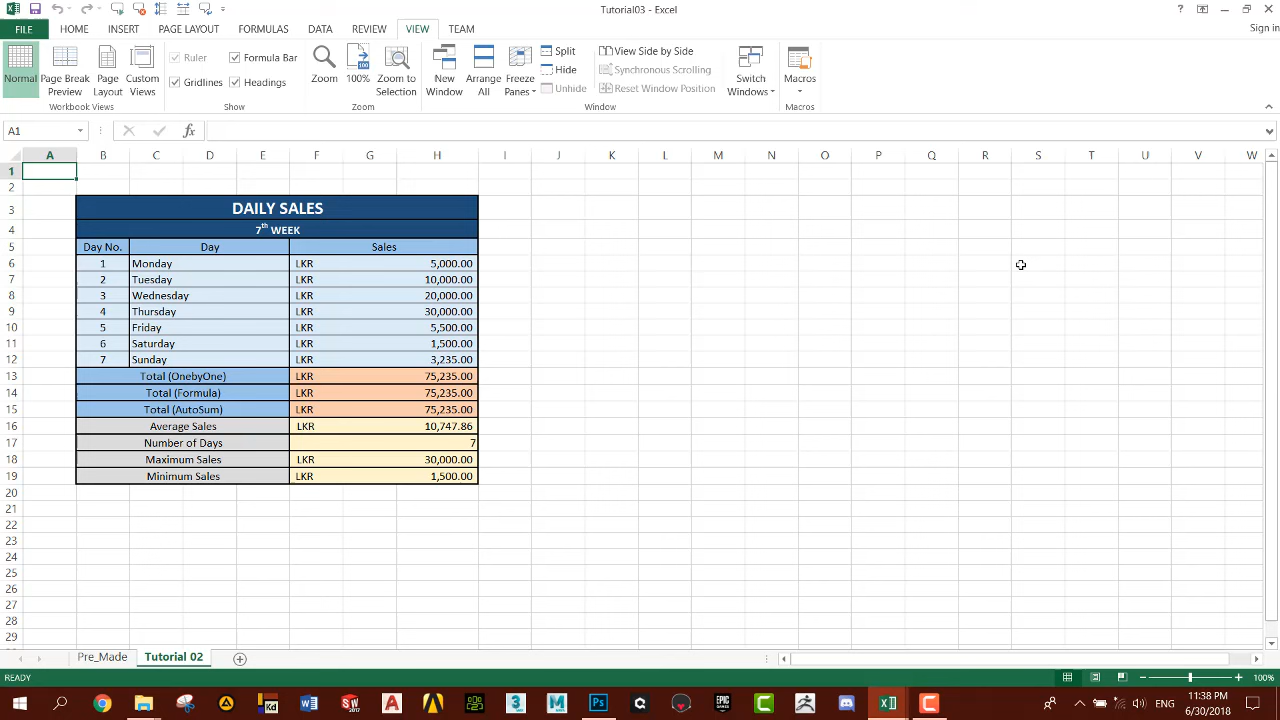 Tutorial03 - Excel
Sign in
FILE HOME INSERT PAGE LAYOUT FORMULAS DATA REVIEW VIEW TEAM
Normal Page Break Preview Page Layout Custom Views
Workbook Views
Ruler Formula Bar
Gridlines Headings
Show
Zoom 100% Zoom to Selection
Zoom
New Window Arrange All Freeze Panes
Split
Hide
Unhide
View Side by Side
Synchronous Scrolling
Reset Window Position
Switch Windows
Window
Macros
Macros
A1 fx
A B C D E F G H I J K L M N O P Q R S T U V W
1
2
3 DAILY SALES
4 7th WEEK
5 Day No. Day Sales
6 1 Monday LKR 5,000.00
7 2 Tuesday LKR 10,000.00
8 3 Wednesday LKR 20,000.00
9 4 Thursday LKR 30,000.00
10 5 Friday LKR 5,500.00
11 6 Saturday LKR 1,500.00
12 7 Sunday LKR 3,235.00
13 Total (OnebyOne) LKR 75,235.00
14 Total (Formula) LKR 75,235.00
15 Total (AutoSum) LKR 75,235.00
16 Average Sales LKR 10,747.86
17 Number of Days 7
18 Maximum Sales LKR 30,000.00
19 Minimum Sales LKR 1,500.00
20
21
22
23
24
25
26
27
28
29
Pre_Made Tutorial 02
READY 100%
ENG
11:38 PM
6/30/2018